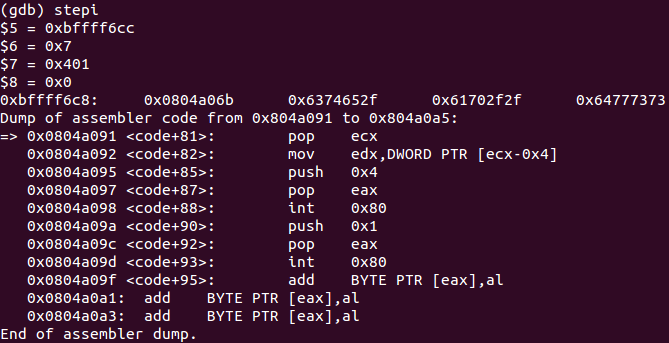 (gdb) stepi
$5 = 0xbffff6cc
$6 = 0x7
$7 = 0x401
$8 = 0x0
0xbffff6c8: 0x0804a06b 0x6374652f 0x61702f2f 0x64777373
Dump of assembler code from 0x804a091 to 0x804a0a5:
=> 0x0804a091 <code+81>: pop ecx
0x0804a092 <code+82>: mov edx,DWORD PTR [ecx-0x4]
0x0804a095 <code+85>: push 0x4
0x0804a097 <code+87>: pop eax
0x0804a098 <code+88>: int 0x80
0x0804a09a <code+90>: push 0x1
0x0804a09c <code+92>: pop eax
0x0804a09d <code+93>: int 0x80
0x0804a09f <code+95>: add BYTE PTR [eax],al
0x0804a0a1: add BYTE PTR [eax],al
0x0804a0a3: add BYTE PTR [eax],al
End of assembler dump.